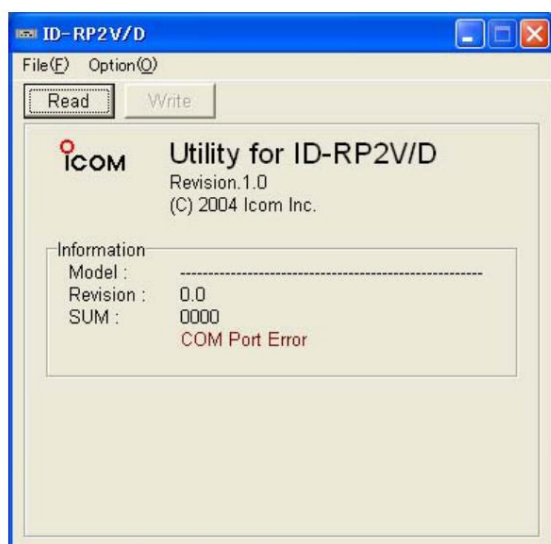 ID-RP2V/D
File(F) Option(O)
Read Write
ICOM
Utility for ID-RP2V/D
Revision.1.0
(C) 2004 Icom Inc.
Information
Model : ------------------------------------------------------
Revision : 0.0
SUM : 0000
COM Port Error